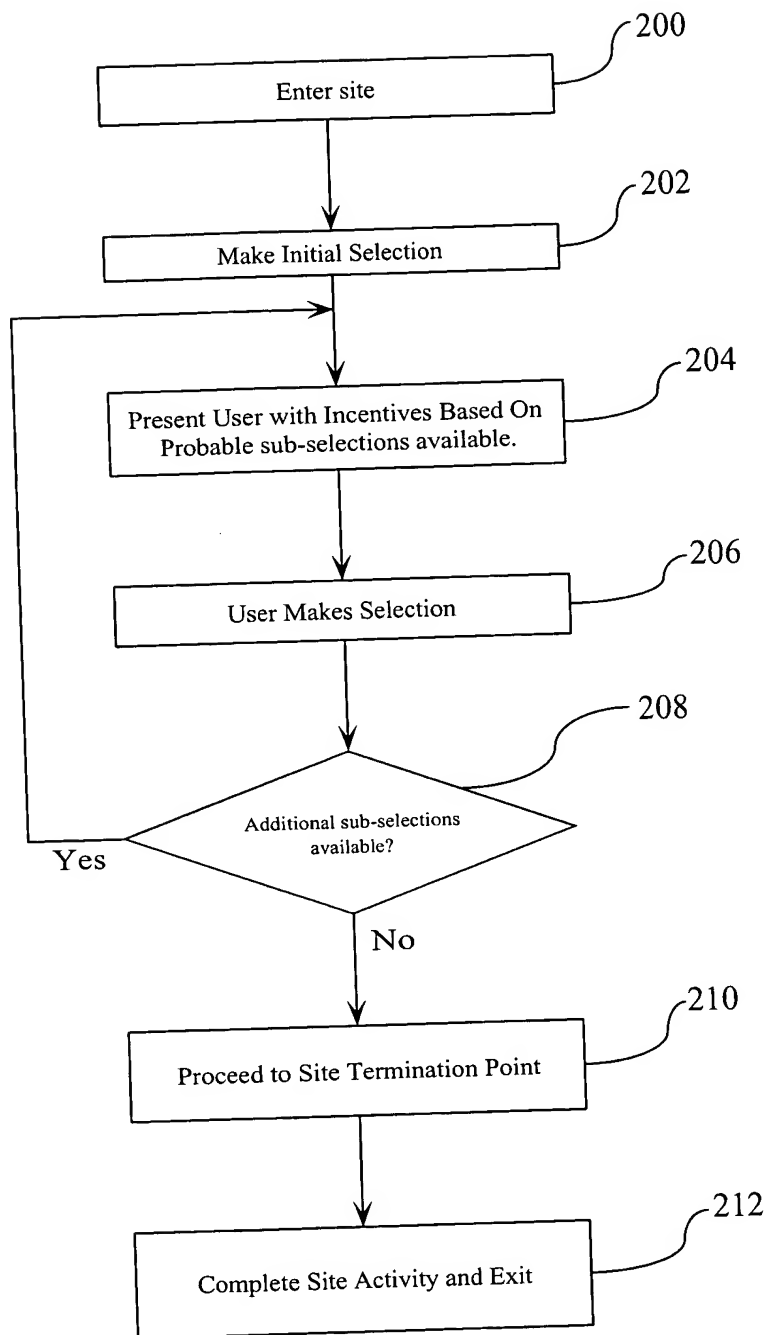 200
Enter site
202
Make Initial Selection
204
Present User with Incentives Based On
Probable sub-selections available.
206
User Makes Selection
208
Additional sub-selections
available?
Yes
No
210
Proceed to Site Termination Point
212
Complete Site Activity and Exit